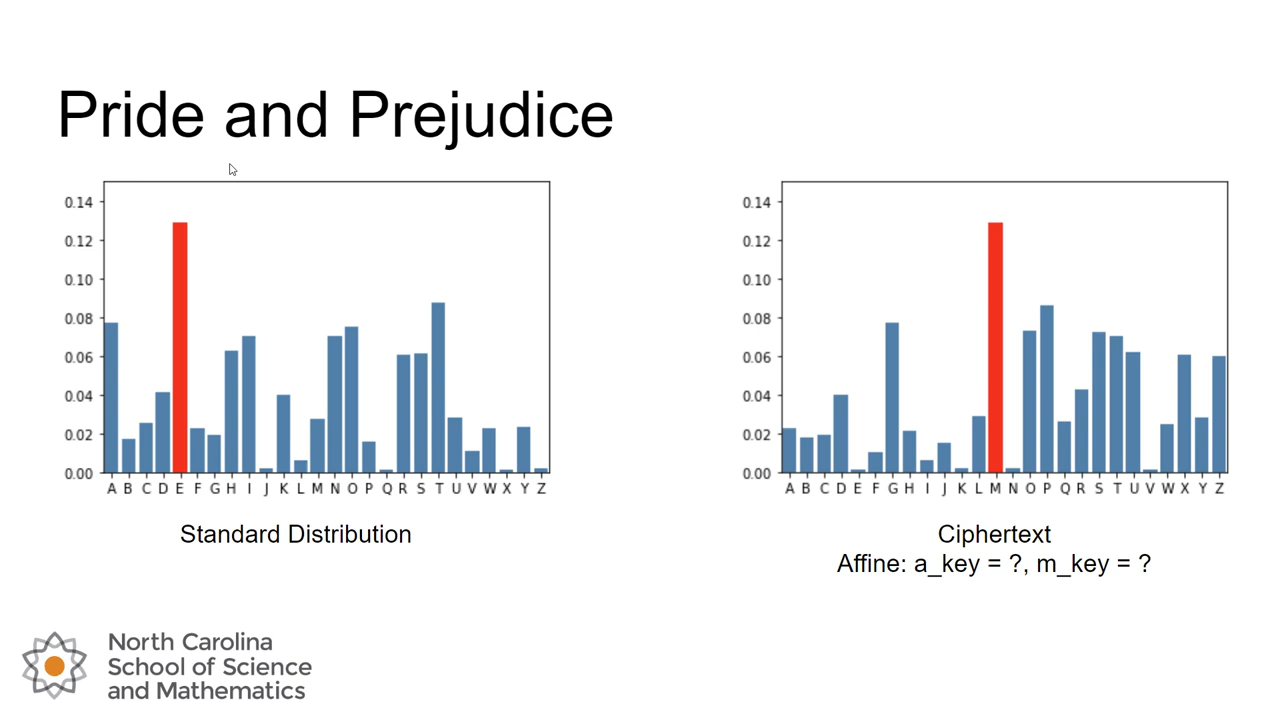 Pride and Prejudice
0.14
0.12
0.10
0.08
0.06
0.04
0.02
0.00
A B C D E F G H I J K L M N O P Q R S T U V W X Y Z
Standard Distribution
0.14
0.12
0.10
0.08
0.06
0.04
0.02
0.00
A B C D E F G H I J K L M N O P Q R S T U V W X Y Z
Ciphertext
Affine: a_key = ?, m_key = ?
North Carolina
School of Science
and Mathematics